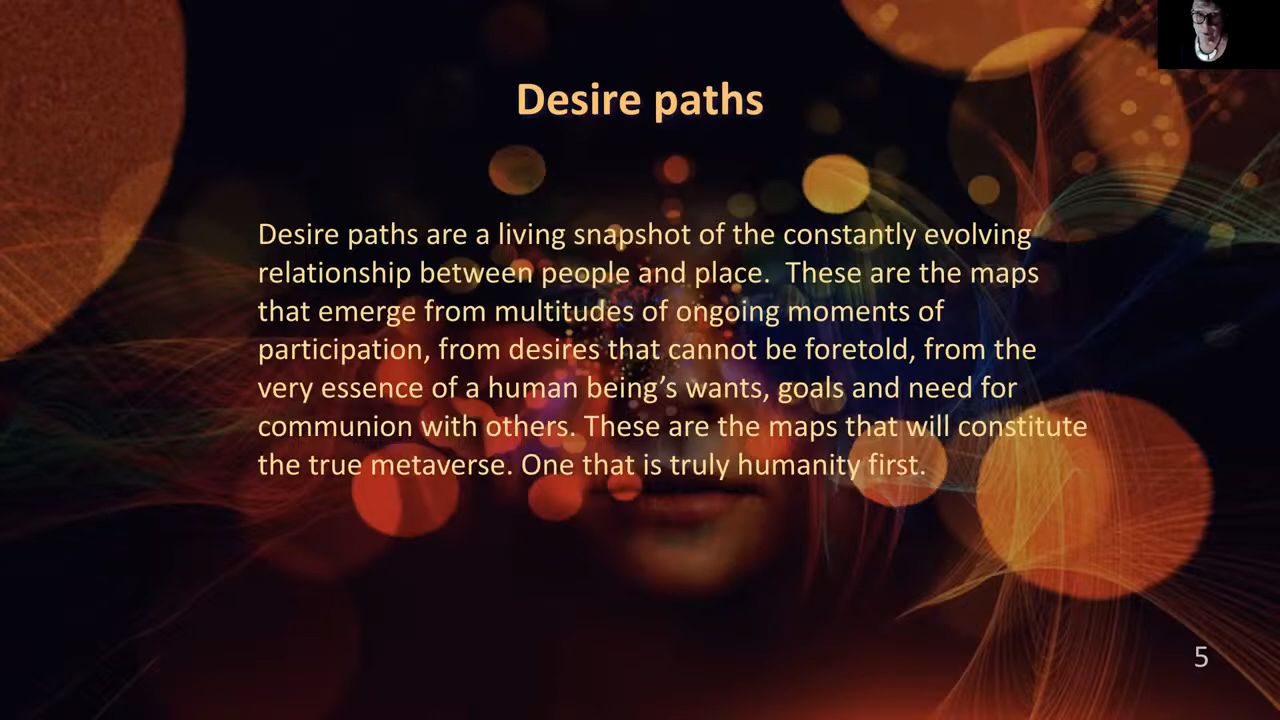 Desire paths
Desire paths are a living snapshot of the constantly evolving
relationship between people and place.  These are the maps
that emerge from multitudes of ongoing moments of
participation, from desires that cannot be foretold, from the
very essence of a human being’s wants, goals and need for
communion with others. These are the maps that will constitute
the true metaverse. One that is truly humanity first.
5